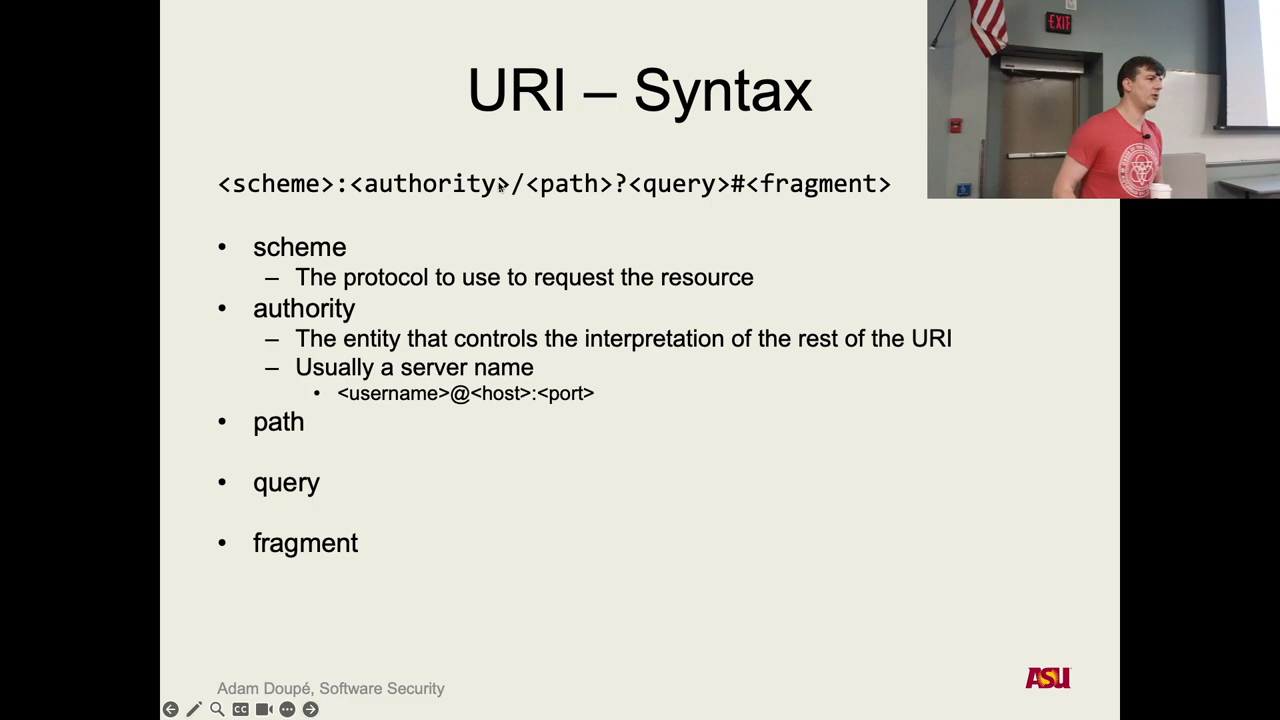 URI – Syntax
<scheme>:<authority>/<path>?<query>#<fragment>
• scheme
– The protocol to use to request the resource
• authority
– The entity that controls the interpretation of the rest of the URI
– Usually a server name
• <username>@<host>:<port>
• path
• query
• fragment
Adam Doupé, Software Security
ASU
CC
EXIT